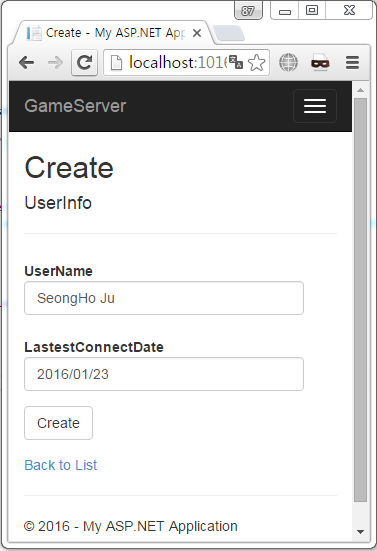 87
Create - My ASP.NET App
localhost:1016
GameServer
Create
UserInfo
UserName
SeongHo Ju
LastestConnectDate
2016/01/23
Create
Back to List
© 2016 - My ASP.NET Application